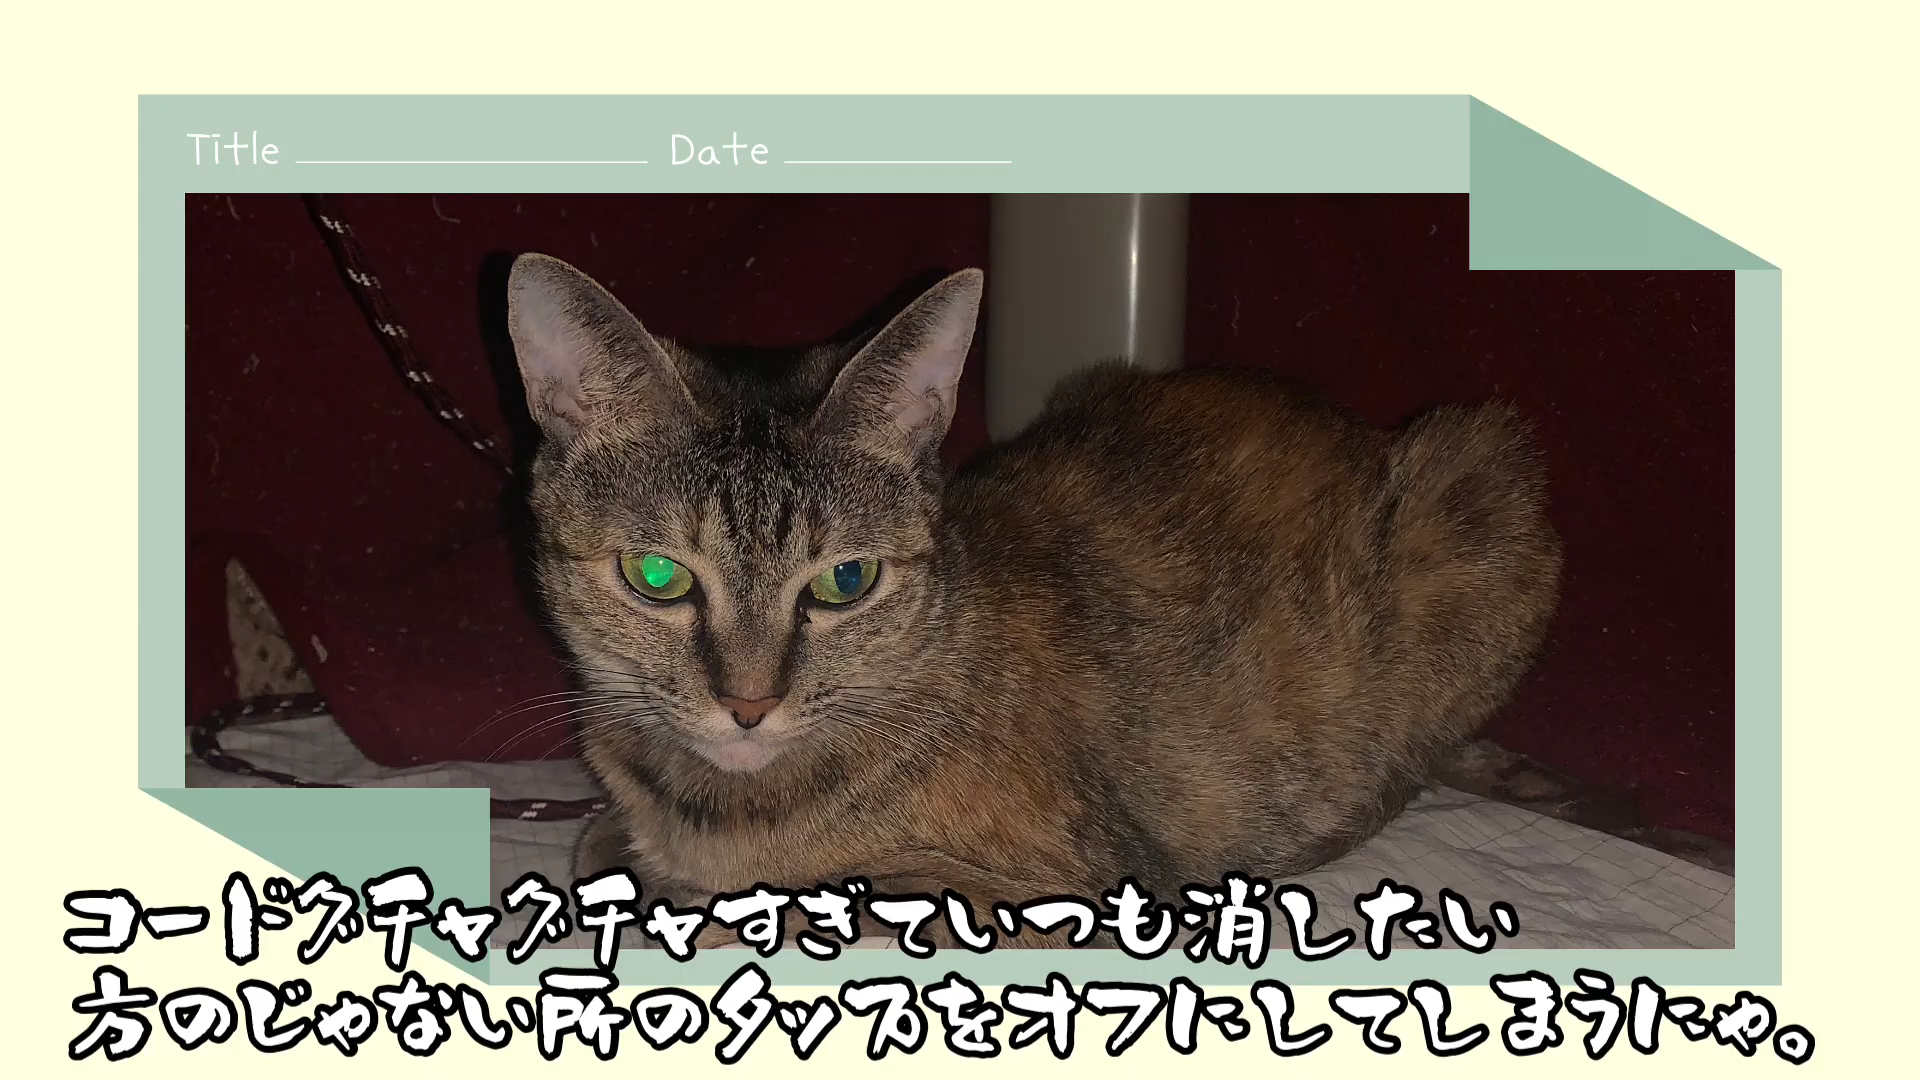 Title Date
コードグチャグチャすぎていつも消したい
方のじゃない所のタップをオフにしてしまうにゃ。